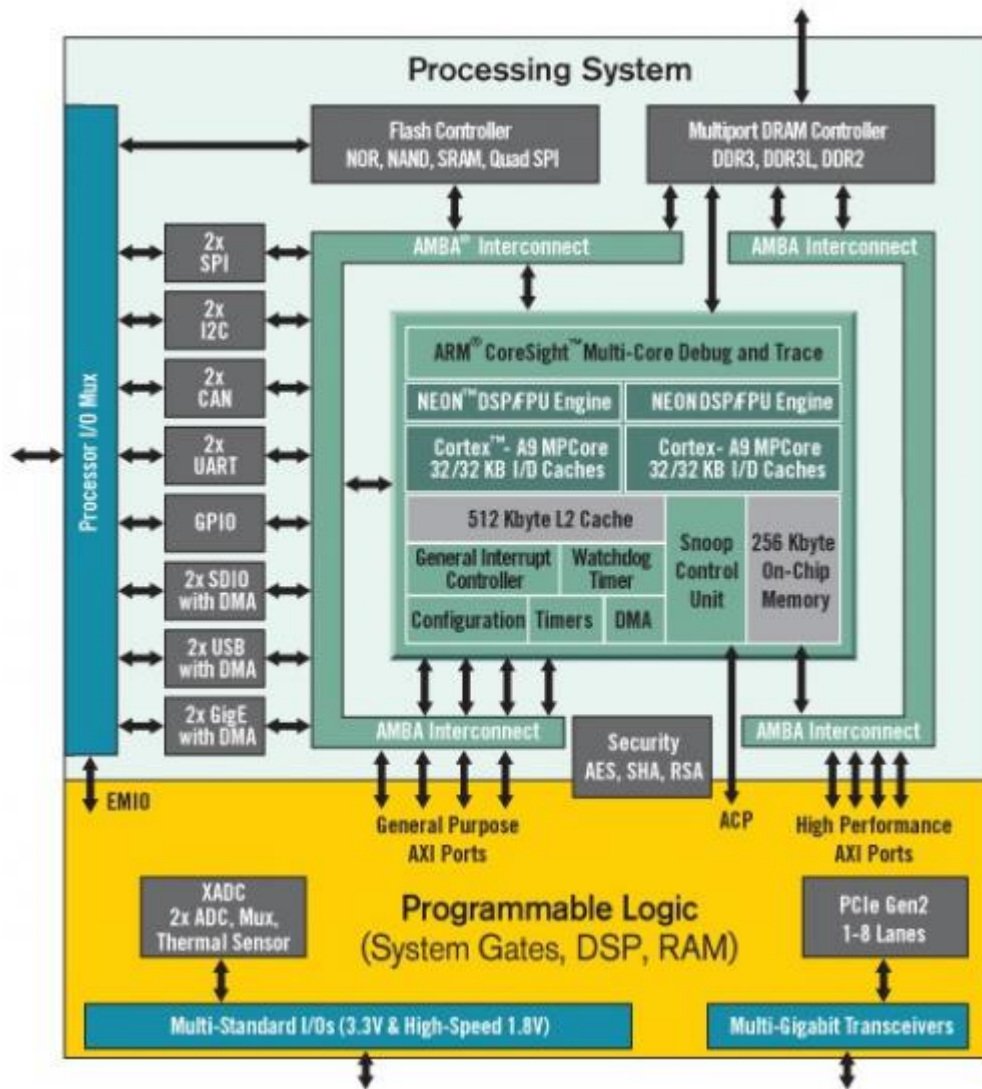 Processing System
Flash Controller
NOR, NAND, SRAM, Quad SPI
Multiport DRAM Controller
DDR3, DDR3L, DDR2
AMBA® Interconnect
AMBA Interconnect
Processor I/O Mux
2x
SPI
2x
I2C
2x
CAN
2x
UART
GPIO
2x SDIO
with DMA
2x USB
with DMA
2x GigE
with DMA
ARM® CoreSight™ Multi-Core Debug and Trace
NEON™ DSP/FPU Engine
NEON DSP/FPU Engine
Cortex™- A9 MPCore
32/32 KB I/D Caches
Cortex- A9 MPCore
32/32 KB I/D Caches
512 Kbyte L2 Cache
General Interrupt
Controller
Watchdog
Timer
Configuration
Timers
DMA
Snoop
Control
Unit
256 Kbyte
On-Chip
Memory
AMBA Interconnect
Security
AES, SHA, RSA
AMBA Interconnect
EMIO
General Purpose
AXI Ports
ACP
High Performance
AXI Ports
XADC
2x ADC, Mux,
Thermal Sensor
Programmable Logic
(System Gates, DSP, RAM)
PCIe Gen2
1-8 Lanes
Multi-Standard I/Os (3.3V & High-Speed 1.8V)
Multi-Gigabit Transceivers